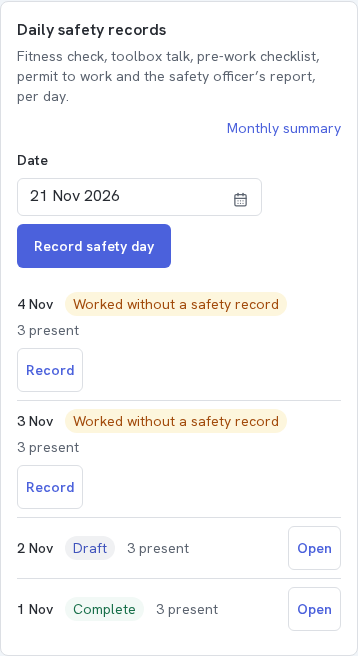 Daily safety records
Fitness check, toolbox talk, pre-work checklist,
permit to work and the safety officer’s report,
per day.
Monthly summary
Date
21 Nov 2026
Record safety day
4 Nov Worked without a safety record
3 present
Record
3 Nov Worked without a safety record
3 present
Record
2 Nov Draft 3 present Open
1 Nov Complete 3 present Open